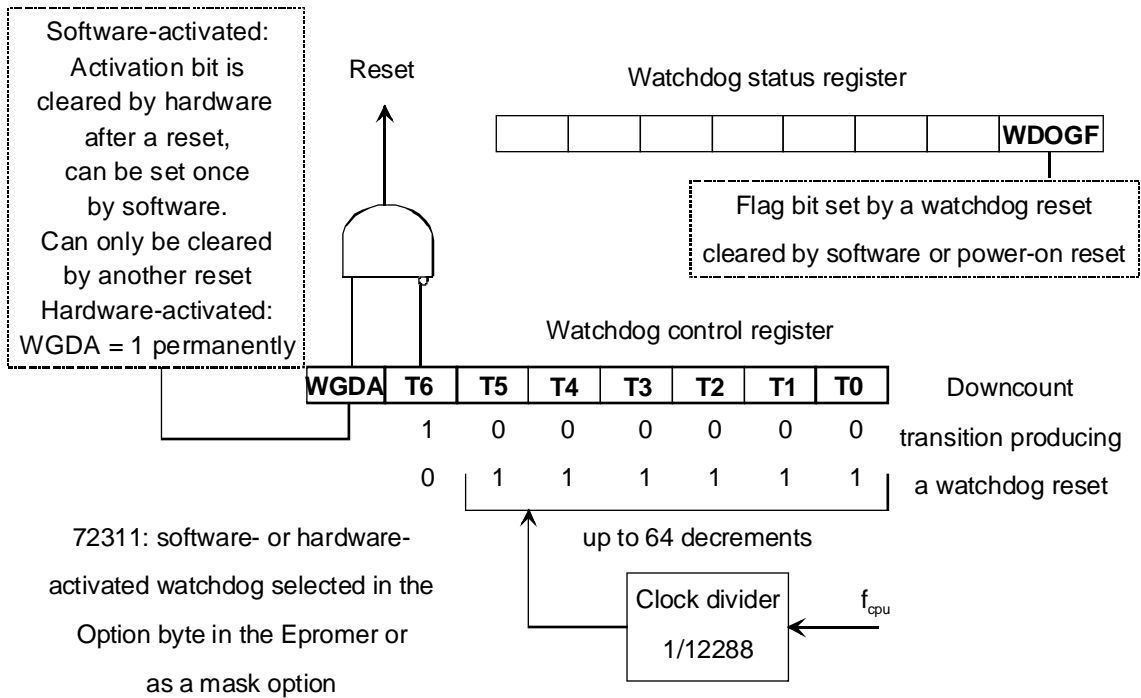 Software-activated:
Activation bit is
cleared by hardware
after a reset,
can be set once
by software.
Can only be cleared
by another reset
Hardware-activated:
WGDA = 1 permanently
Reset
Watchdog status register
WDOGF
Flag bit set by a watchdog reset
cleared by software or power-on reset
Watchdog control register
WGDA T6 T5 T4 T3 T2 T1 T0
1 0 0 0 0 0 0
0 1 1 1 1 1 1
Downcount
transition producing
a watchdog reset
up to 64 decrements
72311: software- or hardware-
activated watchdog selected in the
Option byte in the Epromer or
as a mask option
Clock divider
1/12288
fcpu